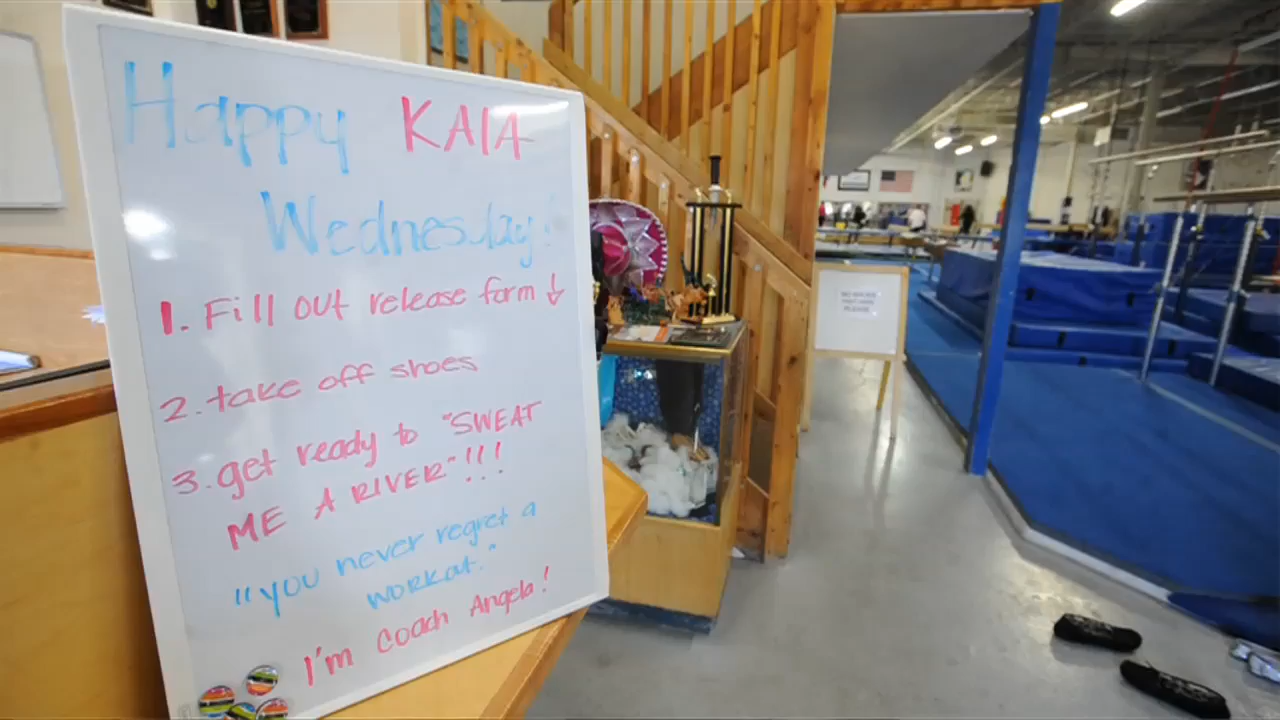 Happy KAIA
Wednesday!
1. Fill out release form ↓
2. take off shoes
3. get ready to "SWEAT
ME A RIVER"!!!
"you never regret a
workout."
I'm coach Angela!